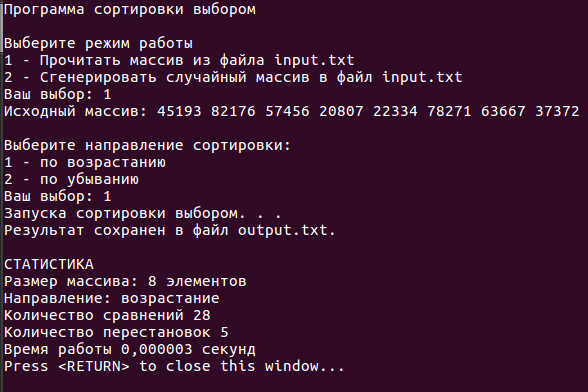 Программа сортировки выбором
Выберите режим работы
1 - Прочитать массив из файла input.txt
2 - Сгенерировать случайный массив в файл input.txt
Ваш выбор: 1
Исходный массив: 45193 82176 57456 20807 22334 78271 63667 37372
Выберите направление сортировки:
1 - по возрастанию
2 - по убыванию
Ваш выбор: 1
Запуска сортировки выбором. . .
Результат сохранен в файл output.txt.
СТАТИСТИКА
Размер массива: 8 элементов
Направление: возрастание
Количество сравнений 28
Количество перестановок 5
Время работы 0,000003 секунд
Press <RETURN> to close this window...